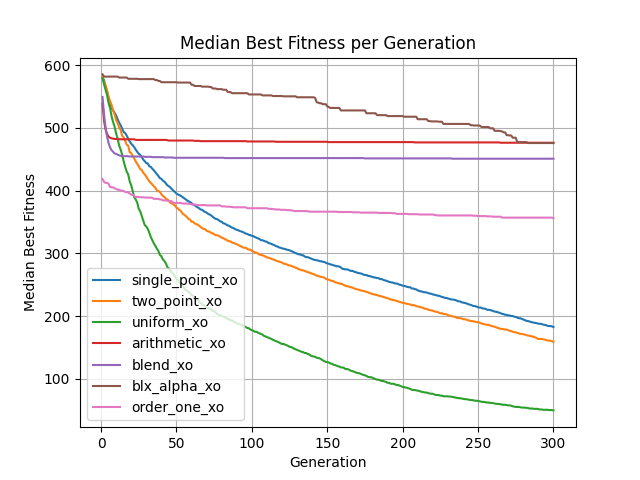 Median Best Fitness per Generation
600
500
400
300
200
100
Median Best Fitness
single_point_xo
two_point_xo
uniform_xo
arithmetic_xo
blend_xo
blx_alpha_xo
order_one_xo
0
50
100
150
200
250
300
Generation